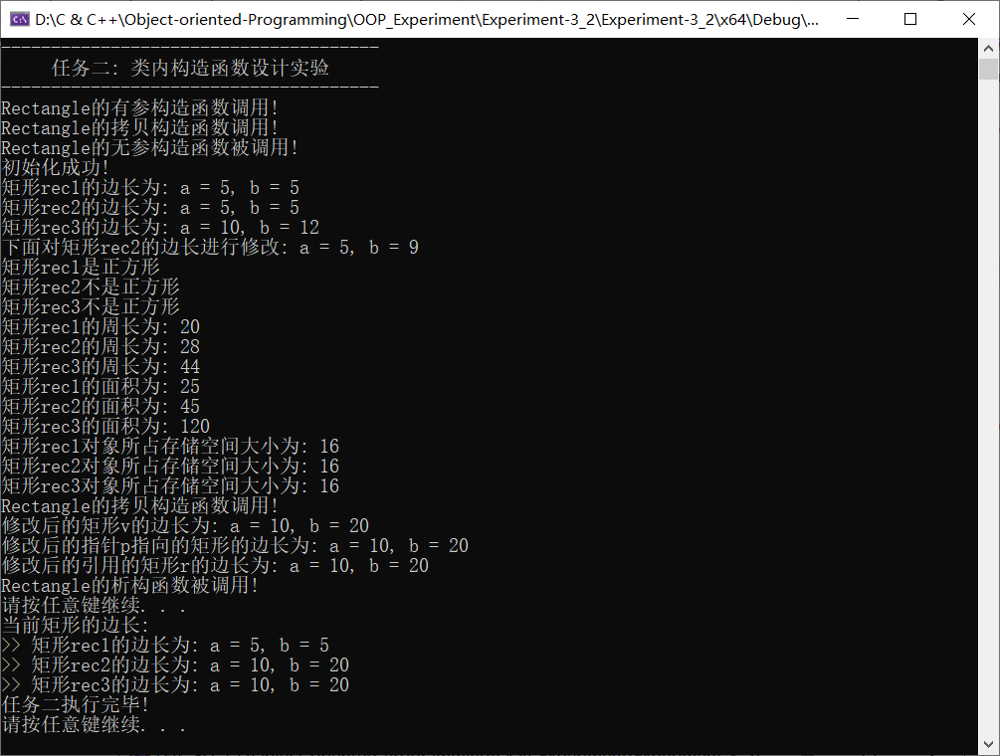 D:\C & C++\Object-oriented-Programming\OOP_Experiment\Experiment-3_2\Experiment-3_2\x64\Debug\...
--------------------------------------
任务二: 类内构造函数设计实验
--------------------------------------
Rectangle的有参构造函数调用!
Rectangle的拷贝构造函数调用!
Rectangle的无参构造函数被调用!
初始化成功!
矩形rec1的边长为: a = 5, b = 5
矩形rec2的边长为: a = 5, b = 5
矩形rec3的边长为: a = 10, b = 12
下面对矩形rec2的边长进行修改: a = 5, b = 9
矩形rec1是正方形
矩形rec2不是正方形
矩形rec3不是正方形
矩形rec1的周长为: 20
矩形rec2的周长为: 28
矩形rec3的周长为: 44
矩形rec1的面积为: 25
矩形rec2的面积为: 45
矩形rec3的面积为: 120
矩形rec1对象所占存储空间大小为: 16
矩形rec2对象所占存储空间大小为: 16
矩形rec3对象所占存储空间大小为: 16
Rectangle的拷贝构造函数调用!
修改后的矩形v的边长为: a = 10, b = 20
修改后的指针p指向的矩形的边长为: a = 10, b = 20
修改后的引用的矩形r的边长为: a = 10, b = 20
Rectangle的析构函数被调用!
请按任意键继续. . .
当前矩形的边长:
>> 矩形rec1的边长为: a = 5, b = 5
>> 矩形rec2的边长为: a = 10, b = 20
>> 矩形rec3的边长为: a = 10, b = 20
任务二执行完毕!
请按任意键继续. . .